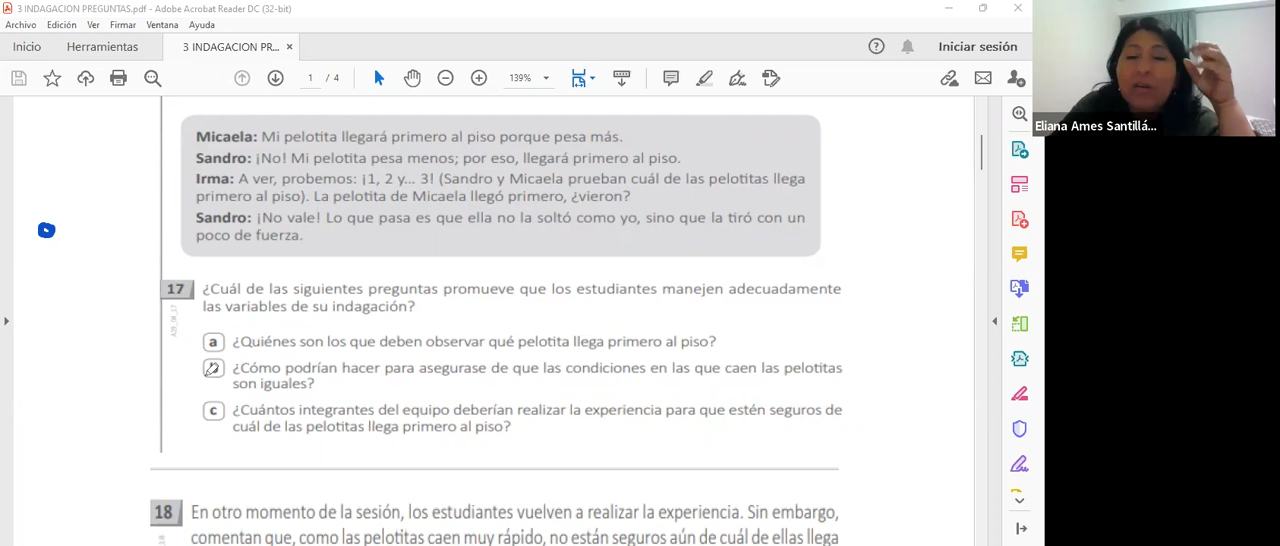 3 INDAGACION PREGUNTAS.pdf - Adobe Acrobat Reader DC (32-bit)
Archivo Edición Ver Firmar Ventana Ayuda
Inicio Herramientas 3 INDAGACION PR... × Iniciar sesión
1 / 4 139%
Eliana Ames Santillá...
Micaela: Mi pelotita llegará primero al piso porque pesa más.
Sandro: ¡No! Mi pelotita pesa menos; por eso, llegará primero al piso.
Irma: A ver, probemos: ¡1, 2 y... 3! (Sandro y Micaela prueban cuál de las pelotitas llega
primero al piso). La pelotita de Micaela llegó primero, ¿vieron?
Sandro: ¡No vale! Lo que pasa es que ella no la soltó como yo, sino que la tiró con un
poco de fuerza.
17 ¿Cuál de las siguientes preguntas promueve que los estudiantes manejen adecuadamente
las variables de su indagación?
a ¿Quiénes son los que deben observar qué pelotita llega primero al piso?
¿Cómo podrían hacer para asegurase de que las condiciones en las que caen las pelotitas
son iguales?
c ¿Cuántos integrantes del equipo deberían realizar la experiencia para que estén seguros de
cuál de las pelotitas llega primero al piso?
18 En otro momento de la sesión, los estudiantes vuelven a realizar la experiencia. Sin embargo,
comentan que, como las pelotitas caen muy rápido, no están seguros aún de cuál de ellas llega